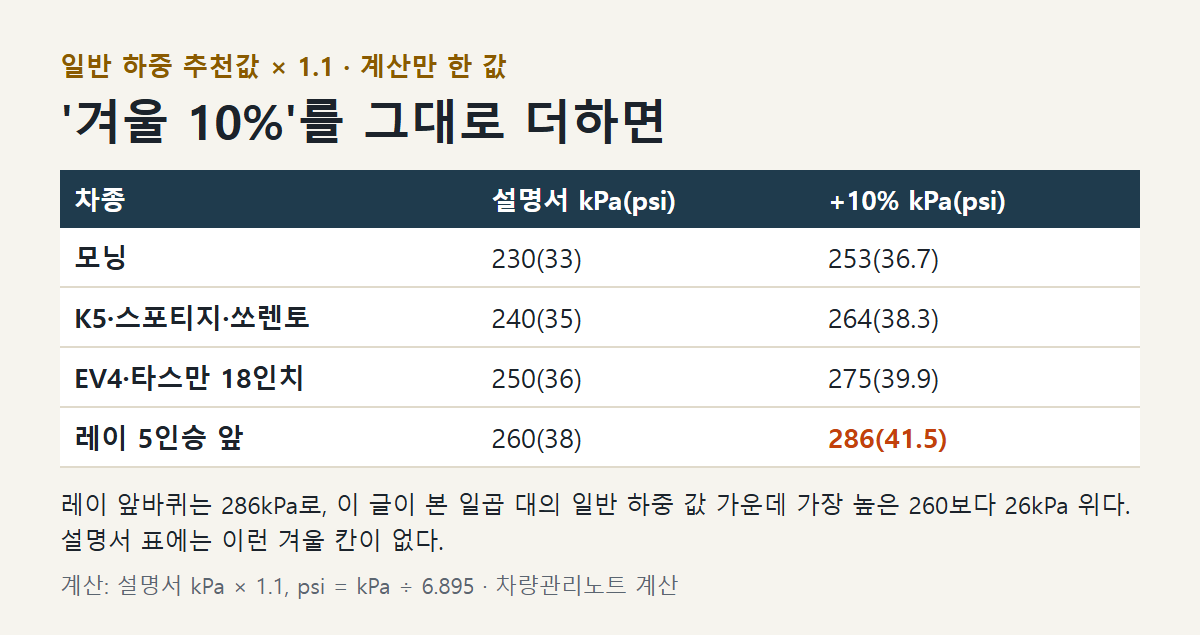 일반 하중 추천값 × 1.1 · 계산만 한 값
'겨울 10%'를 그대로 더하면
차종 설명서 kPa(psi) +10% kPa(psi)
모닝 230(33) 253(36.7)
K5·스포티지·쏘렌토 240(35) 264(38.3)
EV4·타스만 18인치 250(36) 275(39.9)
레이 5인승 앞 260(38) 286(41.5)
레이 앞바퀴는 286kPa로, 이 글이 본 일곱 대의 일반 하중 값 가운데 가장 높은 260보다 26kPa 위다.
설명서 표에는 이런 겨울 칸이 없다.
계산: 설명서 kPa × 1.1, psi = kPa ÷ 6.895 · 차량관리노트 계산